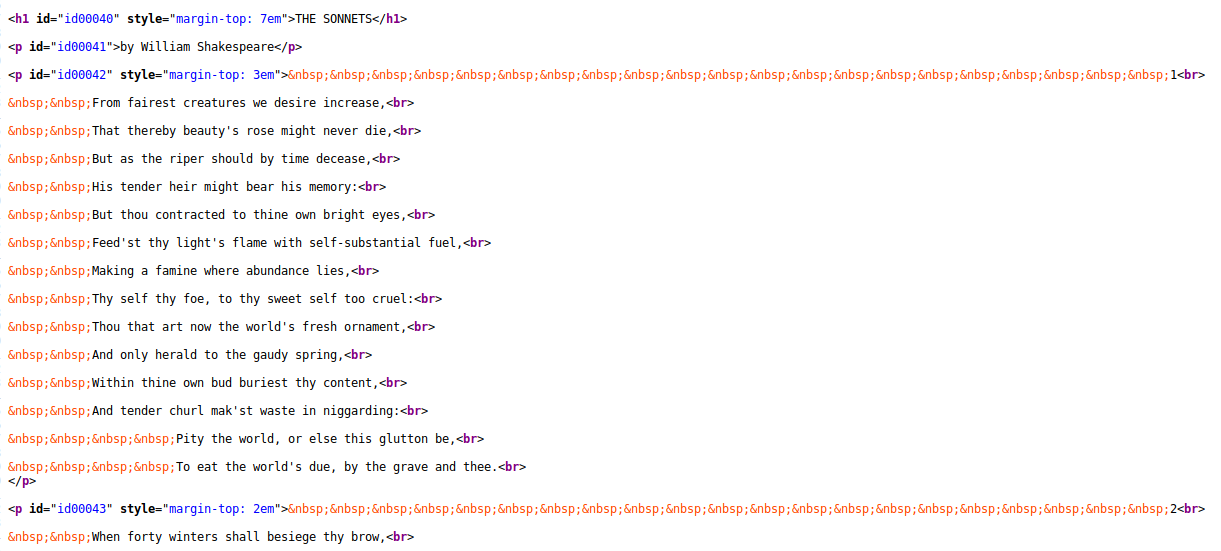 <h1 id="id00040" style="margin-top: 7em">THE SONNETS</h1>
<p id="id00041">by William Shakespeare</p>
<p id="id00042" style="margin-top: 3em">&nbsp;&nbsp;&nbsp;&nbsp;&nbsp;&nbsp;&nbsp;&nbsp;&nbsp;&nbsp;&nbsp;&nbsp;&nbsp;&nbsp;&nbsp;&nbsp;&nbsp;&nbsp;&nbsp;&nbsp;&nbsp;1<br>
&nbsp;&nbsp;From fairest creatures we desire increase,<br>
&nbsp;&nbsp;That thereby beauty's rose might never die,<br>
&nbsp;&nbsp;But as the riper should by time decease,<br>
&nbsp;&nbsp;His tender heir might bear his memory:<br>
&nbsp;&nbsp;But thou contracted to thine own bright eyes,<br>
&nbsp;&nbsp;Feed'st thy light's flame with self-substantial fuel,<br>
&nbsp;&nbsp;Making a famine where abundance lies,<br>
&nbsp;&nbsp;Thy self thy foe, to thy sweet self too cruel:<br>
&nbsp;&nbsp;Thou that art now the world's fresh ornament,<br>
&nbsp;&nbsp;And only herald to the gaudy spring,<br>
&nbsp;&nbsp;Within thine own bud buriest thy content,<br>
&nbsp;&nbsp;And tender churl mak'st waste in niggarding:<br>
&nbsp;&nbsp;&nbsp;&nbsp;Pity the world, or else this glutton be,<br>
&nbsp;&nbsp;&nbsp;&nbsp;To eat the world's due, by the grave and thee.<br>
</p>
<p id="id00043" style="margin-top: 2em">&nbsp;&nbsp;&nbsp;&nbsp;&nbsp;&nbsp;&nbsp;&nbsp;&nbsp;&nbsp;&nbsp;&nbsp;&nbsp;&nbsp;&nbsp;&nbsp;&nbsp;&nbsp;&nbsp;&nbsp;&nbsp;2<br>
&nbsp;&nbsp;When forty winters shall besiege thy brow,<br>